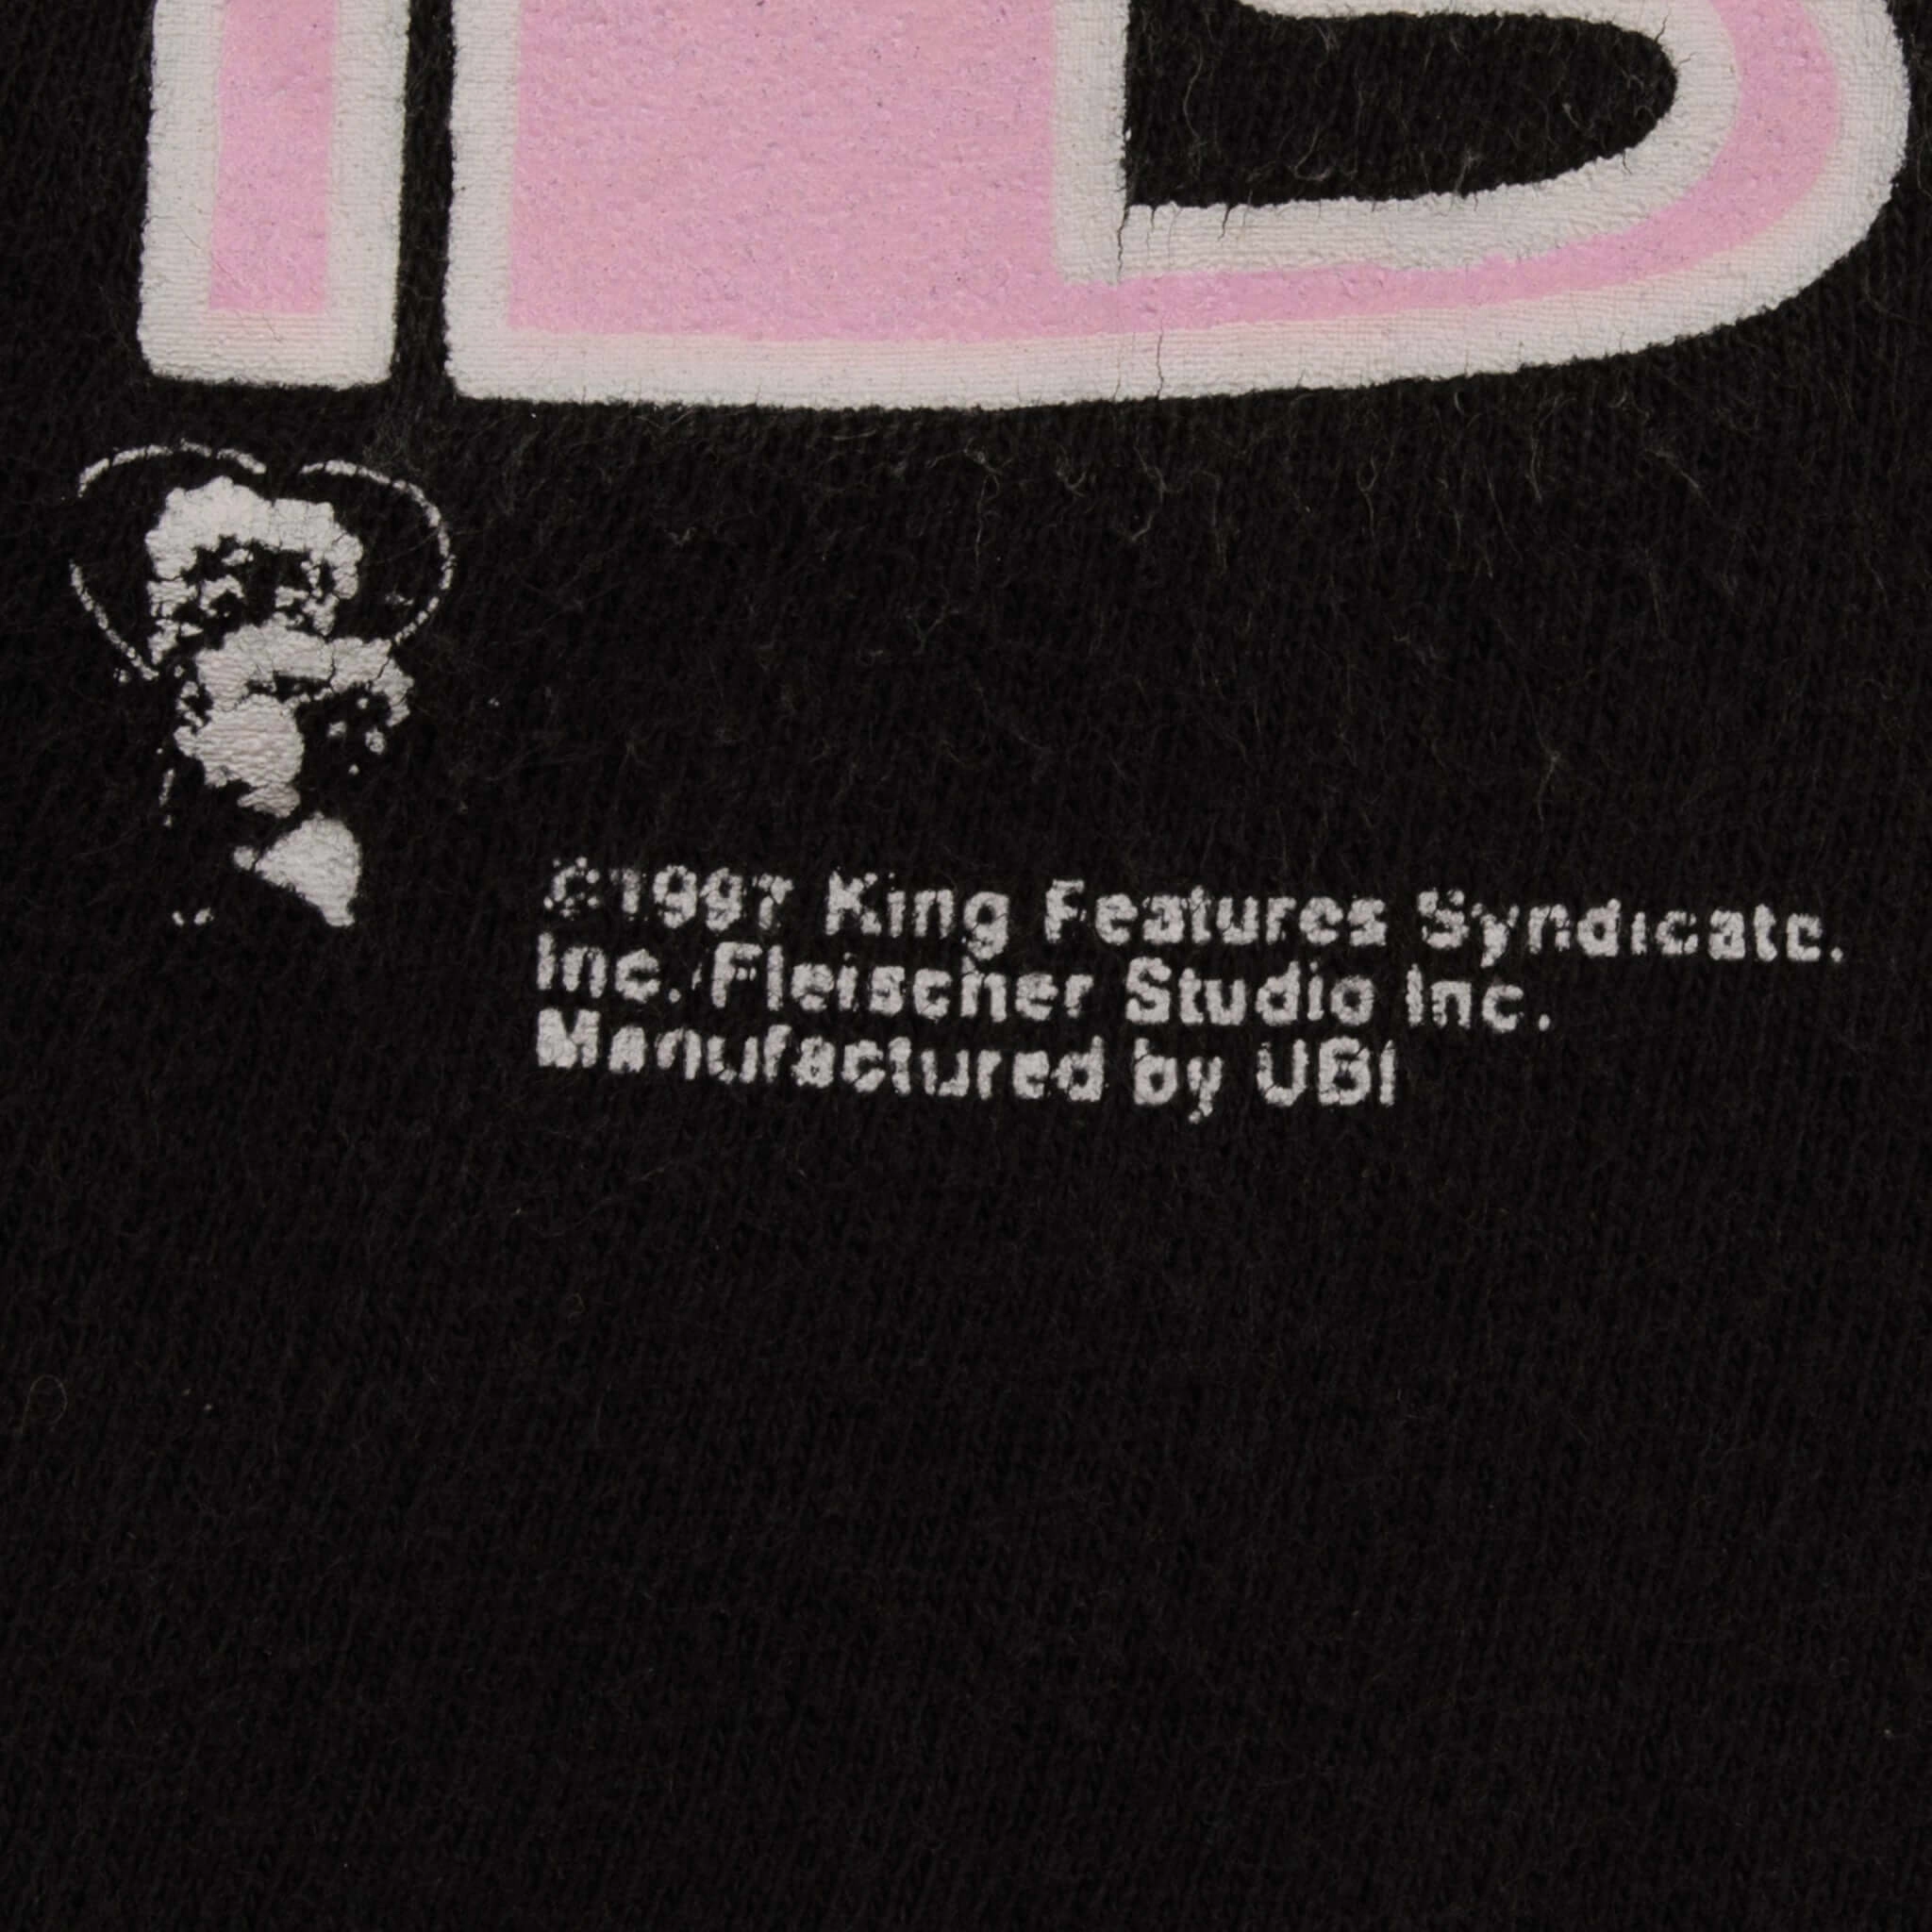 ©1997 King Features Syndicate.
Inc./Fleischer Studio Inc.
Manufactured by UBI